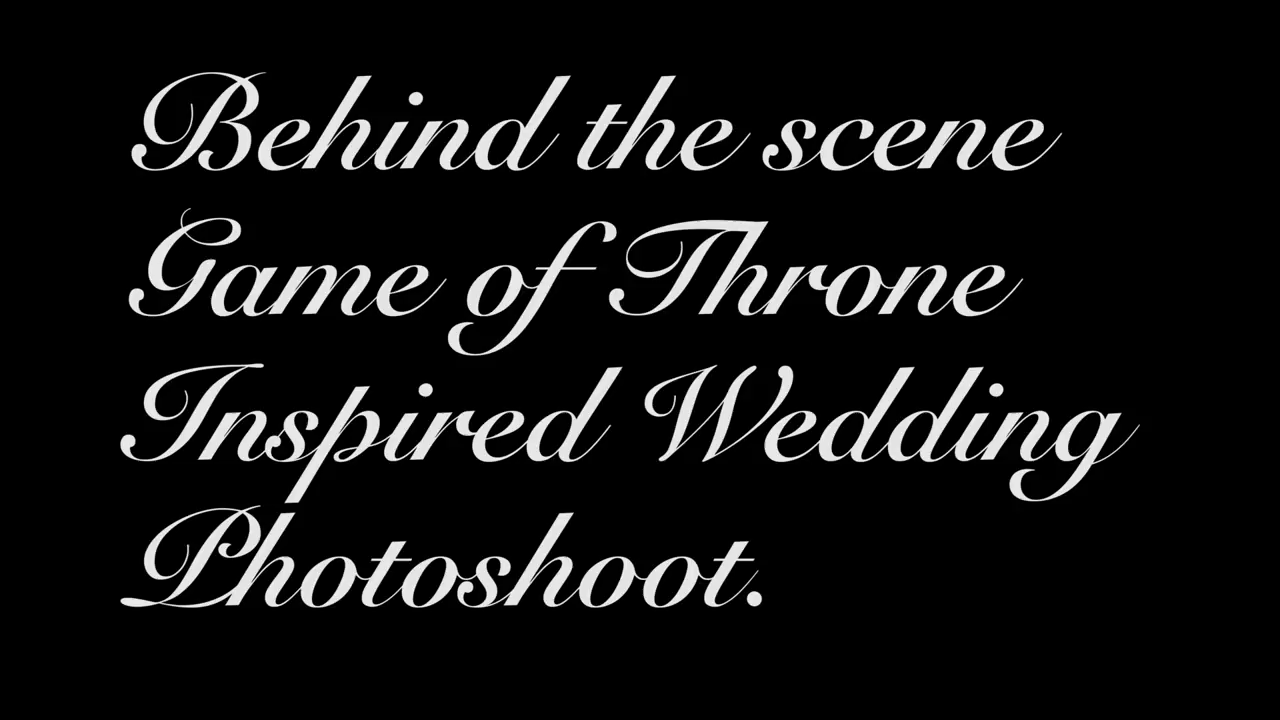 Behind the scene
Game of Throne
Inspired Wedding
Photoshoot.